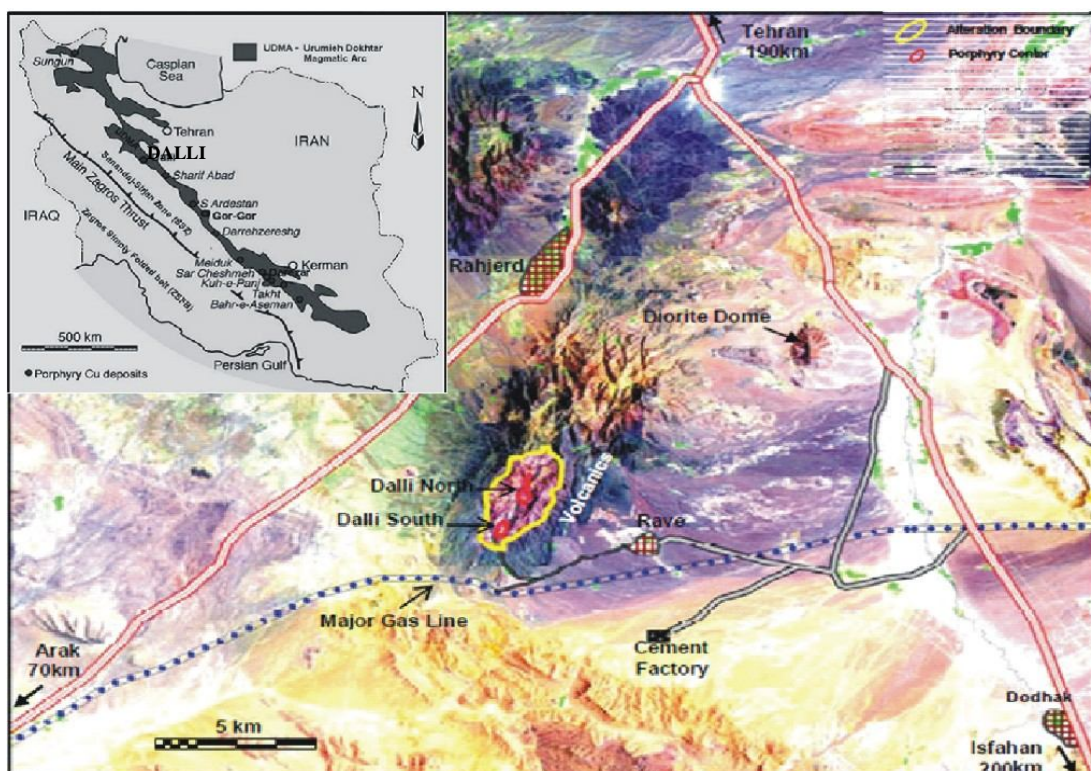 UDMA - Urumieh Dokhtar
Magmatic Arc
Sungun
Caspian
Sea
N
Tehran
IRAN
DALLI
Sharif Abad
Main Zagros Thrust
IRAQ
S Ardestan
Gor-Gor
Darrehzereshg
Meiduk
Kerman
Sar Cheshmeh
Kuh-e-Panj
Takht
Bahr-e-Aseman
500 km
Persian Gulf
Porphyry Cu deposits
Tehran
190km
Alteration Boundary
Porphyry Center
Rahjerd
Diorite Dome
Dalli North
Volcanics
Dalli South
Rave
Major Gas Line
Cement
Factory
Arak
70km
5 km
Dodhak
Isfahan
200km